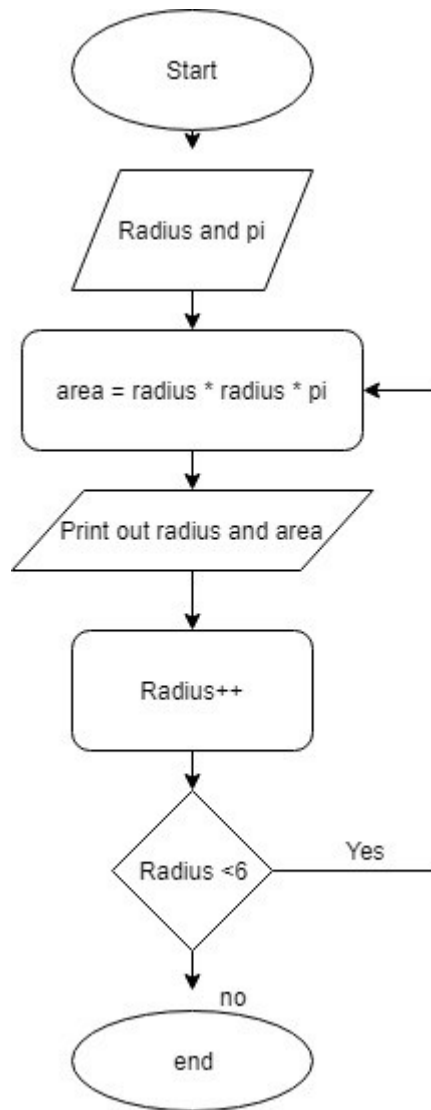 Start
Radius and pi
area = radius * radius * pi
Print out radius and area
Radius++
Radius <6
Yes
no
end